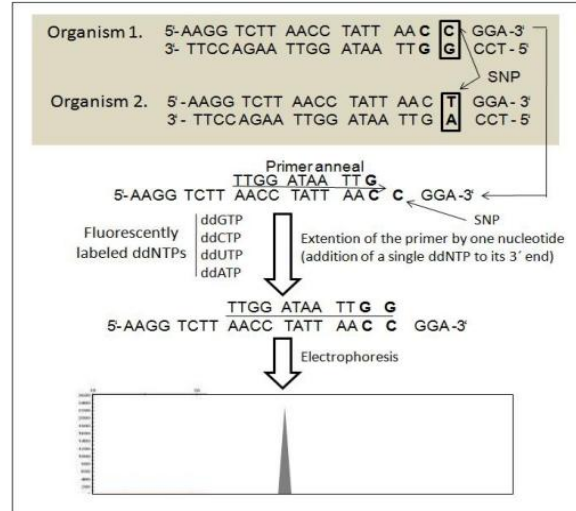 Organism 1. 5'-AAGG TCTT AACC TATT AA C C GGA-3'
3'- TTCC AGAA TTGG ATAA TT G G CCT - 5'
SNP
Organism 2. 5'-AAGG TCTT AACC TATT AAC T GGA- 3'
3'- TTCC AGAA TTGG ATAA TT G A CCT - 5'
Primer anneal
TTGG ATAA TT G
5'-AAGG TCTT AACC TATT AA C C GGA-3'
SNP
Fluorescently
labeled ddNTPs
ddGTP
ddCTP
ddUTP
ddATP
Extention of the primer by one nucleotide
(addition of a single ddNTP to its 3´ end)
TTGG ATAA TT G G
5'-AAGG TCTT AACC TATT AA C C GGA-3'
Electrophoresis